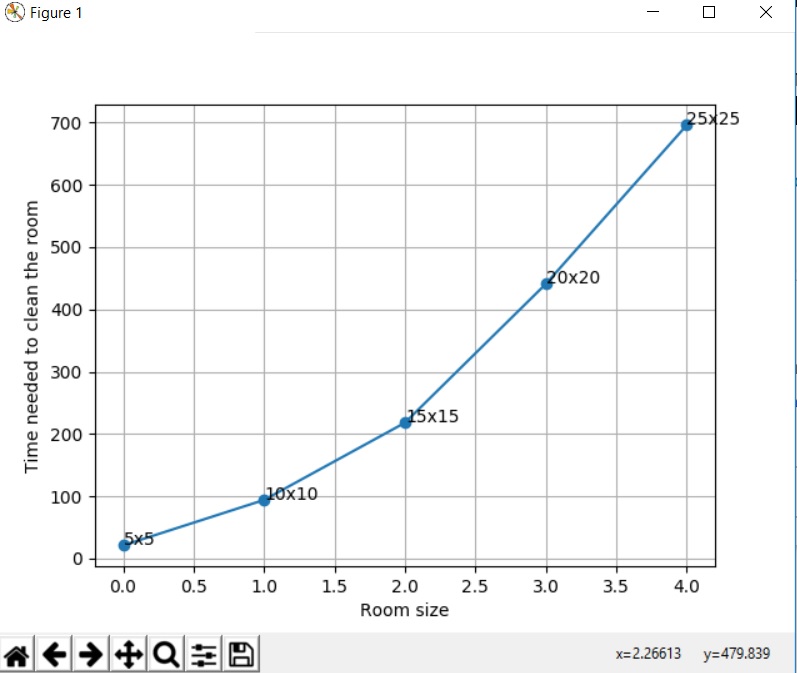 Figure 1
Time needed to clean the room
700
600
500
400
300
200
100
0
25x25
20x20
15x15
10x10
5x5
0.0 0.5 1.0 1.5 2.0 2.5 3.0 3.5 4.0
Room size
x=2.26613 y=479.839